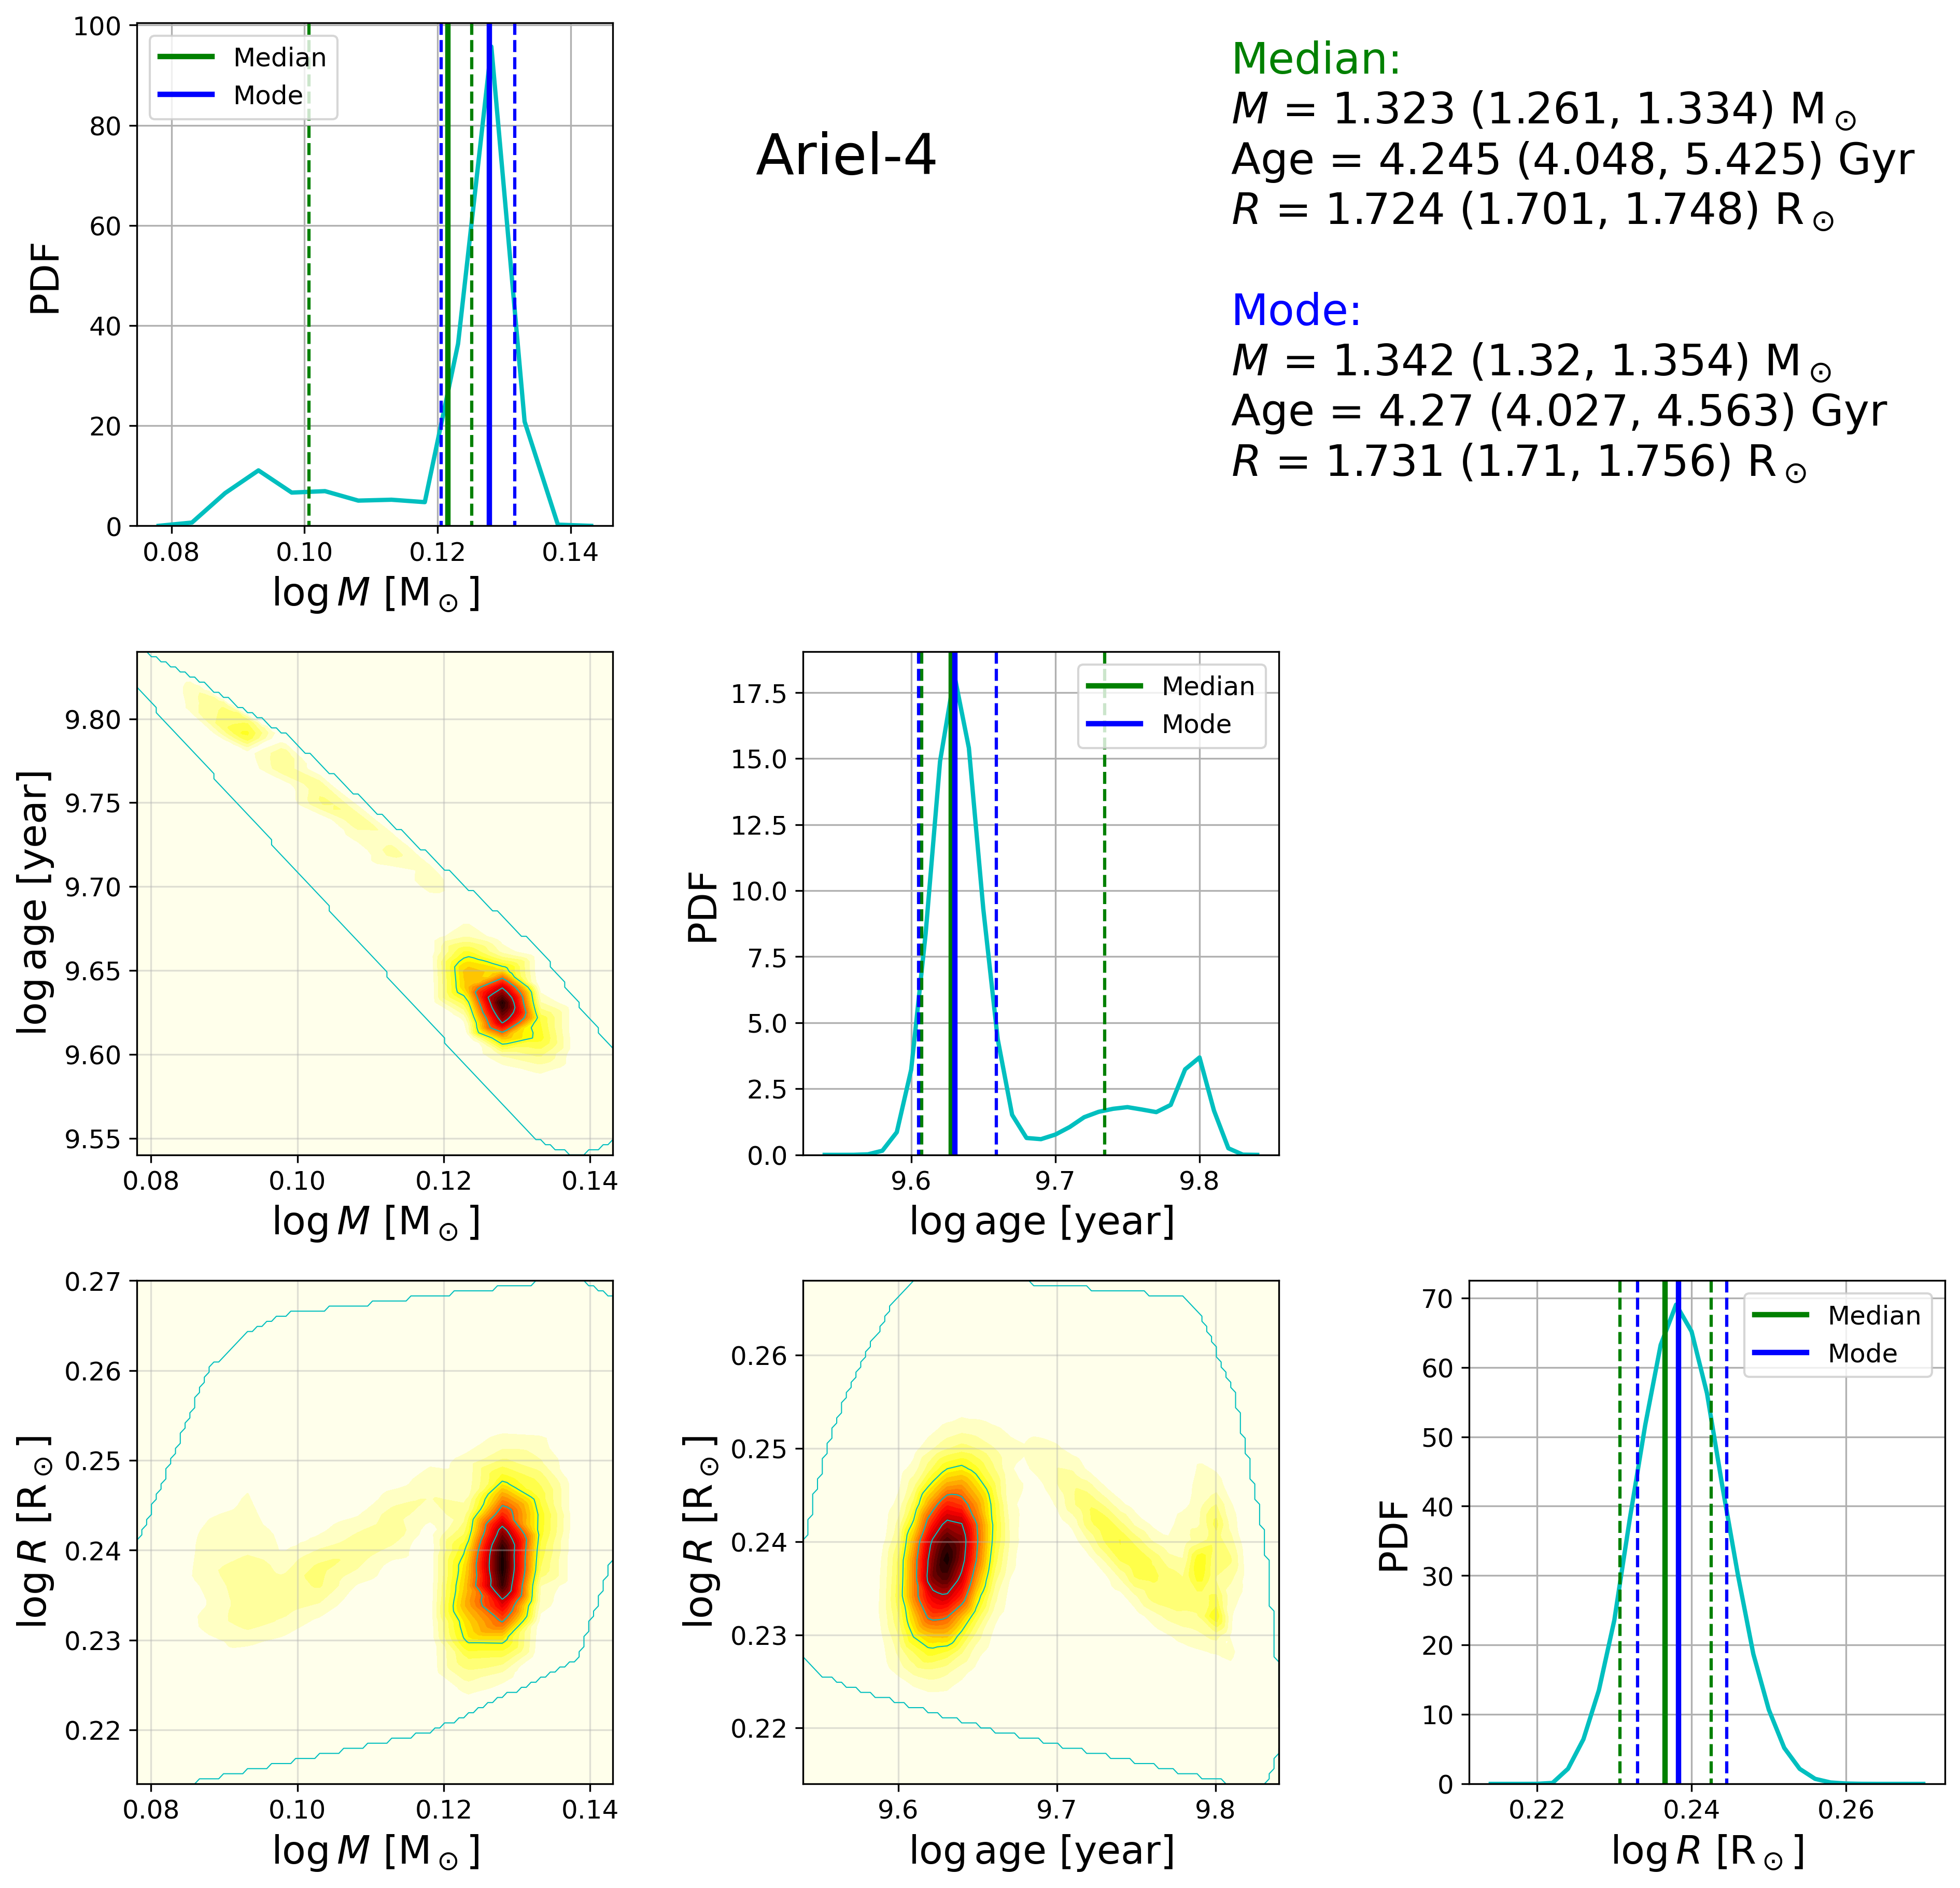 100
80
60
40
20
0
PDF
Median
Mode
0.08 0.10 0.12 0.14
log M [M⊙]
Ariel-4
Median:
M = 1.323 (1.261, 1.334) M⊙
Age = 4.245 (4.048, 5.425) Gyr
R = 1.724 (1.701, 1.748) R⊙
Mode:
M = 1.342 (1.32, 1.354) M⊙
Age = 4.27 (4.027, 4.563) Gyr
R = 1.731 (1.71, 1.756) R⊙
9.80
9.75
9.70
9.65
9.60
9.55
log age [year]
0.08 0.10 0.12 0.14
log M [M⊙]
17.5
15.0
12.5
10.0
7.5
5.0
2.5
0.0
PDF
Median
Mode
9.6 9.7 9.8
log age [year]
0.27
0.26
0.25
0.24
0.23
0.22
log R [R⊙]
0.08 0.10 0.12 0.14
log M [M⊙]
0.26
0.25
0.24
0.23
0.22
log R [R⊙]
9.6 9.7 9.8
log age [year]
70
60
50
40
30
20
10
0
PDF
Median
Mode
0.22 0.24 0.26
log R [R⊙]